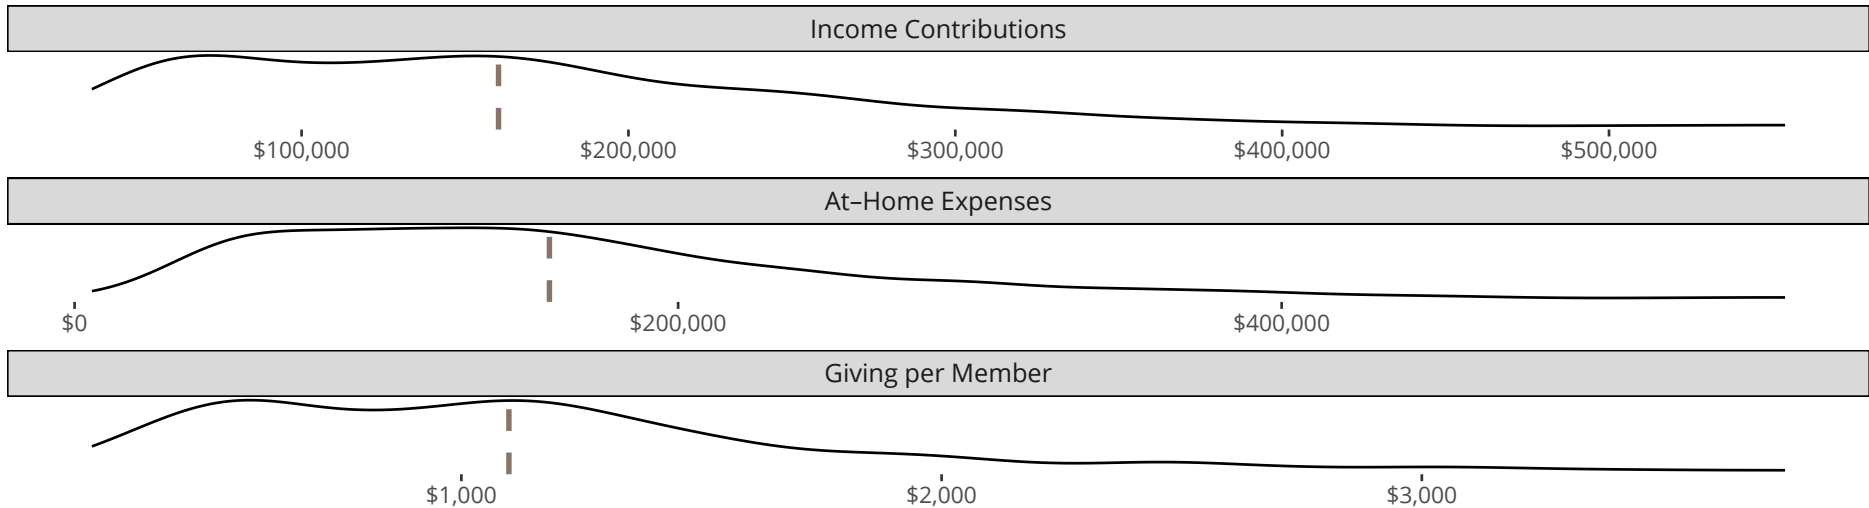 Income Contributions
$100,000 $200,000 $300,000 $400,000 $500,000
At–Home Expenses
$0 $200,000 $400,000
Giving per Member
$1,000 $2,000 $3,000